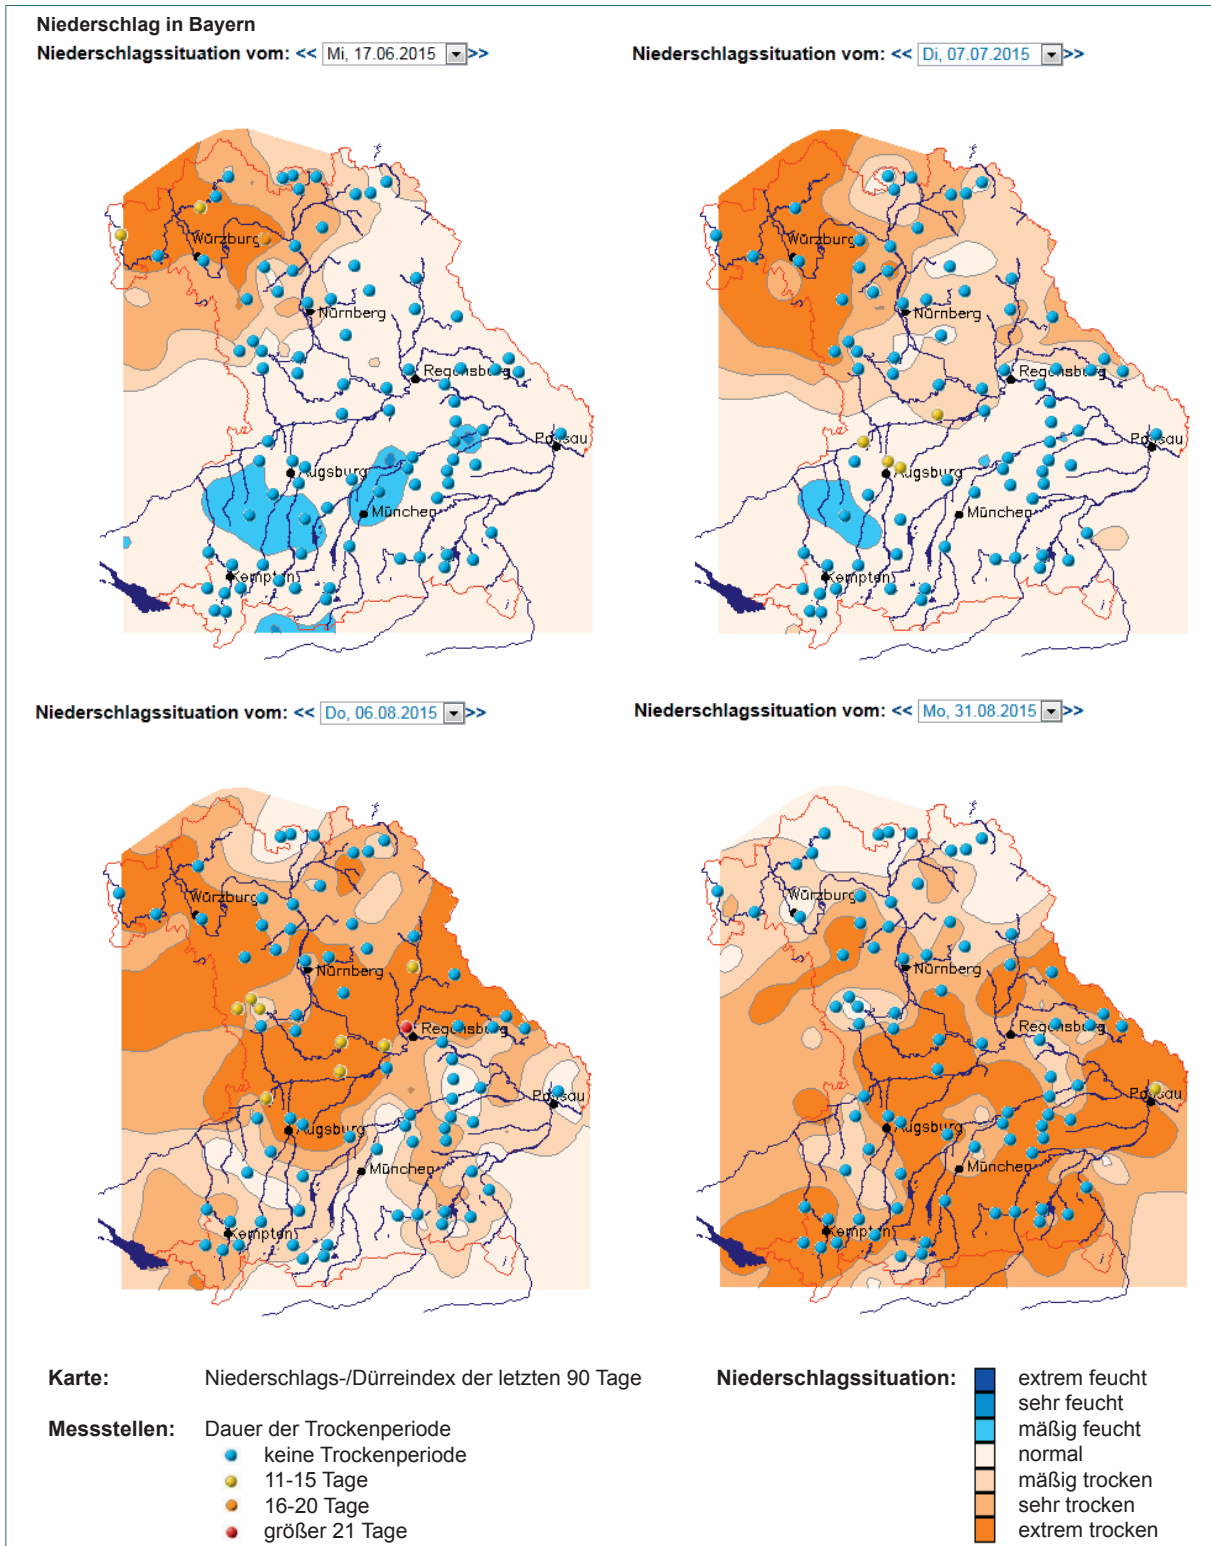 Niederschlag in Bayern
Niederschlagssituation vom: << Mi, 17.06.2015 >>
Niederschlagssituation vom: << Di, 07.07.2015 >>
Würzburg
Nürnberg
Regensburg
Passau
Augsburg
München
Kempten
Würzburg
Nürnberg
Regensburg
Passau
Augsburg
München
Kempten
Niederschlagssituation vom: << Do, 06.08.2015 >>
Niederschlagssituation vom: << Mo, 31.08.2015 >>
Würzburg
Nürnberg
Regensburg
Passau
Augsburg
München
Kempten
Würzburg
Nürnberg
Regensburg
Passau
Augsburg
München
Kempten
Karte: Niederschlags-/Dürreindex der letzten 90 Tage
Messstellen: Dauer der Trockenperiode
keine Trockenperiode
11-15 Tage
16-20 Tage
größer 21 Tage
Niederschlagssituation:
extrem feucht
sehr feucht
mäßig feucht
normal
mäßig trocken
sehr trocken
extrem trocken